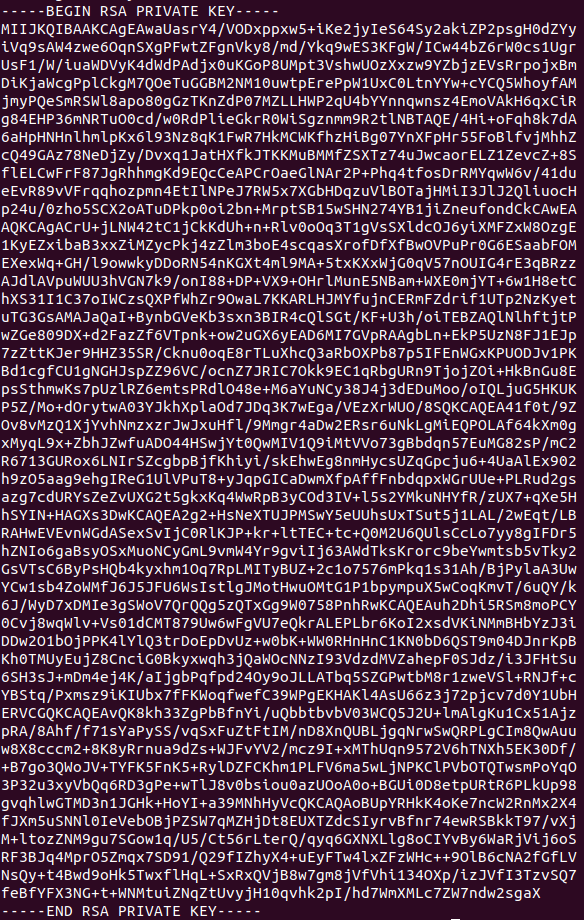 -----BEGIN RSA PRIVATE KEY-----
MIIJKQIBAAKCAgEAwaUasrY4/VODxppxw5+iKe2jyIeS64Sy2akiZP2psgH0dZYy
iVq9sAW4zwe6OqnSXgPFwtZFgnVky8/md/Ykq9wES3KFgW/ICw44bZ6rW0cs1Ugr
UsF1/W/iuaWDVyK4dWdPAdjx0uKGoP8UMpt3VshwUOzXxzw9YZbjzEVsRrpojxBm
DiKjaWcgPplCkgM7QOeTuGGBM2NM10uwtpErePpW1UxC0LtnYYw+cYCQ5WhoyfAM
jmyPQeSmRSWl8apo80gGzTKnZdP07MZLLHWP2qU4bYYnnqwnsz4EmoVAkH6qxCiR
g84EHP36mNRTuO0cd/w0RdPlieGkrR0WiSgznmm9R2tlNBTAQE/4Hi+oFqh8k7dA
6aHpHNHnlhmlpKx6l93Nz8qK1FwR7HkMCWKfhzHiBg07YnXFpHr55FoBlfvjMhhZ
cQ49GAz78NeDjZy/Dvxq1JatHXfkJTKKMuBMMfZSXTz74uJwcaorELZ1ZevcZ+8S
flELCwFrF87JgRhhmgKd9EQcCeAPCrOaeGlNAr2P+Phq4tfosDrRMYqwW6v/41du
eEvR89vVFrqqhozpmn4EtIlNPeJ7RW5x7XGbHDqzuVlBOTajHMiI3JlJ2QliuocH
p24u/0zho5SCX2oATuDPkp0oi2bn+MrptSB15wSHN274YB1jiZneufondCkCAwEA
AQKCAgACrU+jLNW42tC1jCkKdUh+n+Rlv0oOq3T1gVsSXldcOJ6yiXMFZxW8OzgE
1KyEZxibaB3xxZiMZycPkj4zZlm3boE4scqasXrofDfXfBwOVPuPr0G6ESaabFOM
EXexWq+GH/l9owwkyDDoRN54nKGXt4ml9MA+5txKXXWjG0qV57nOUIG4rE3qBRzz
AJdlAVpuWUU3hVGN7k9/onI88+DP+VX9+OHrlMunE5NBam+WXE0mjYT+6w1H8etC
hXS31I1C37oIWCzsQXPfWhZr9OwaL7KKARLHJMYfujnCERmFZdrif1UTp2NzKyet
uTG3GsAMAJaQaI+BynbGVeKb3sxn3BIR4cQlSGt/KF+U3h/oiTEBZAQlNlhftjtP
wZGe809DX+d2FazZf6VTpnk+ow2uGX6yEAD6MI7GVpRAAgbLn+EkP5UzN8FJ1EJp
7zZttKJer9HHZ35SR/Cknu0oqE8rTLuXhcQ3aRbOXPb87p5IFEnWGxKPUODJv1PK
Bd1cgfCU1gNGHJspZZ96VC/ocnZ7JRIC7Okk9EC1qRbgURn9TjojZOi+HkBnGu8E
psSthmwKs7pUzlRZ6emtsPRdlO48e+M6aYuNCy38J4j3dEDuMoo/oIQLjuG5HKUK
P5Z/Mo+dOrytwA03YJkhXplaOd7JDq3K7wEga/VEzXrWUO/8SQKCAQEA41f0t/9Z
Ov8vMzQ1XjYvhNmzxzrJwJxuHfl/9Mmgr4aDw2ERsr6uNkLgMiEQPOLAf64kXm0g
xMyqL9x+ZbhJZWfuADO44HSwjYt0QwMIV1Q9iMtVVo73gBbdqn57EuMG82sP/mC2
R6713GURox6LNIrSZcgbpBjfKhiyi/skEhwEg8nmHycsUZqGpcju6+4UaAlEx902
h9zO5aag9ehgIReG1UlVPuT8+yJqpGICaDwmXfpAffFnbdqpxWGrUUe+PLRud2gs
azg7cdURYsZeZvUXG2t5gkxKq4WwRpB3yCOd3IV+l5s2YMkuNHYfR/zUX7+qXe5H
hSYIN+HAGXs3DwKCAQEA2g2+HsNeXTUJPMSwY5eUUhsUxTSut5j1LAL/2wEqt/LB
RAHwEVEvnWGdASexSvIjC0RlKJP+kr+ltTEC+tc+Q0M2U6QUlsCcLo7yy8gIFDr5
hZNIo6gaBsyOSxMuoNCyGmL9vmW4Yr9gviIj63AWdTksKrorc9beYwmtsb5vTky2
GsVTsC6ByPsHQb4kyxhm1Oq7RpLMITyBUZ+2c1o7576mPkq1s31Ah/BjPylaA3Uw
YCw1sb4ZoWMfJ6J5JFU6WsIstlgJMotHwuOMtG1P1bpympuX5wCoqKmvT/6uQY/k
6J/WyD7xDMIe3gSWoV7QrQQg5zQTxGg9W0758PnhRwKCAQEAuh2Dhi5RSm8moPCY
0Cvj8wqWlv+Vs01dCMT879Uw6wFgVU7eQkrALEPLbr6KoI2xsdVKiNMmBHbYzJ3i
DDw2O1bOjPPK4lYlQ3trDoEpDvUz+w0bK+WW0RHnHnC1KN0bD6QST9m04DJnrKpB
Kh0TMUyEujZ8CnciG0Bkyxwqh3jQaWOcNNzI93VdzdMVZahepF0SJdz/i3JFHtSu
6SH3sJ+mDm4ej4K/aIjgbPqfpd24Oy9oJLLATbq5SZGPwtbM8r1zweVSl+RNJf+c
YBStq/Pxmsz9iKIUbx7fFKWoqfwefC39WPgEKHAKl4AsU66z3j72pjcv7d0Y1UbH
ERVCGQKCAQEAvQK8kh33ZgPbBfnYi/uQbbtbvbV03WCQ5J2U+lmAlgKu1Cx51Ajz
pRA/8Ahf/f71sYaPySS/vqSxFuZtFtIM/nD8XnQUBLjgqNrwSwQRPLgCIm8QwAuu
w8X8cccm2+8K8yRrnua9dZs+WJFvYV2/mcz9I+xMThUqn9572V6hTNXh5EK30Df/
+B7go3QWoJV+TYFK5FnK5+RylDZFCKhm1PLFV6ma5wLjNPKClPVbOTQTwsmPoYqO
3P32u3xyVbQq6RD3gPe+wTlJ8v0bsiou0azUOoA0o+BGUi0D8etpURtR6PLkUp98
gvqhlwGTMD3n1JGHk+HoYI+a39MNhHyVcQKCAQAoBUpYRHkK4oKe7ncW2RnMx2X4
fJXm5uSNNl0IeVebOBjPZSW7qMZHjDt8EUXTZdcSIyrvBfnr74ewRSBkkT97/vXj
M+ltozZNM9gu7SGow1q/U5/Ct56rLterQ/qyq6GXNXLlg8oCIYvBy6WaRjVij6oS
RF3BJq4MprO5Zmqx7SD91/Q29fIZhyX4+uEyFTw4lxZFzWHc++9OlB6cNA2fGfLV
NsQy+t4Bwd9oHk5TwxflHqL+SxRxQVjB8w7gm8jVfVhi134OXp/izJVfI3TzvSQ7
feBfYFX3NG+t+WNMtuiZNqZtUvyjH10qvhk2pI/hd7WmXMLc7ZW7ndw2sgaX
-----END RSA PRIVATE KEY-----